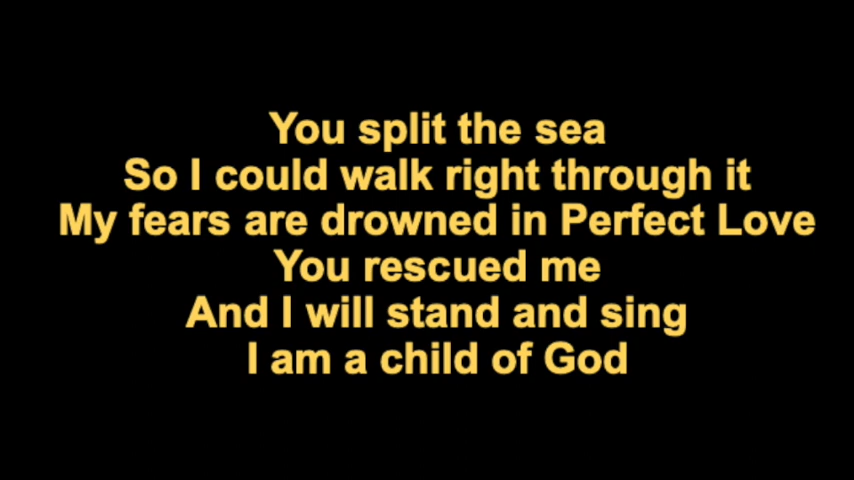 You split the sea
So I could walk right through it
My fears are drowned in Perfect Love
You rescued me
And I will stand and sing
I am a child of God